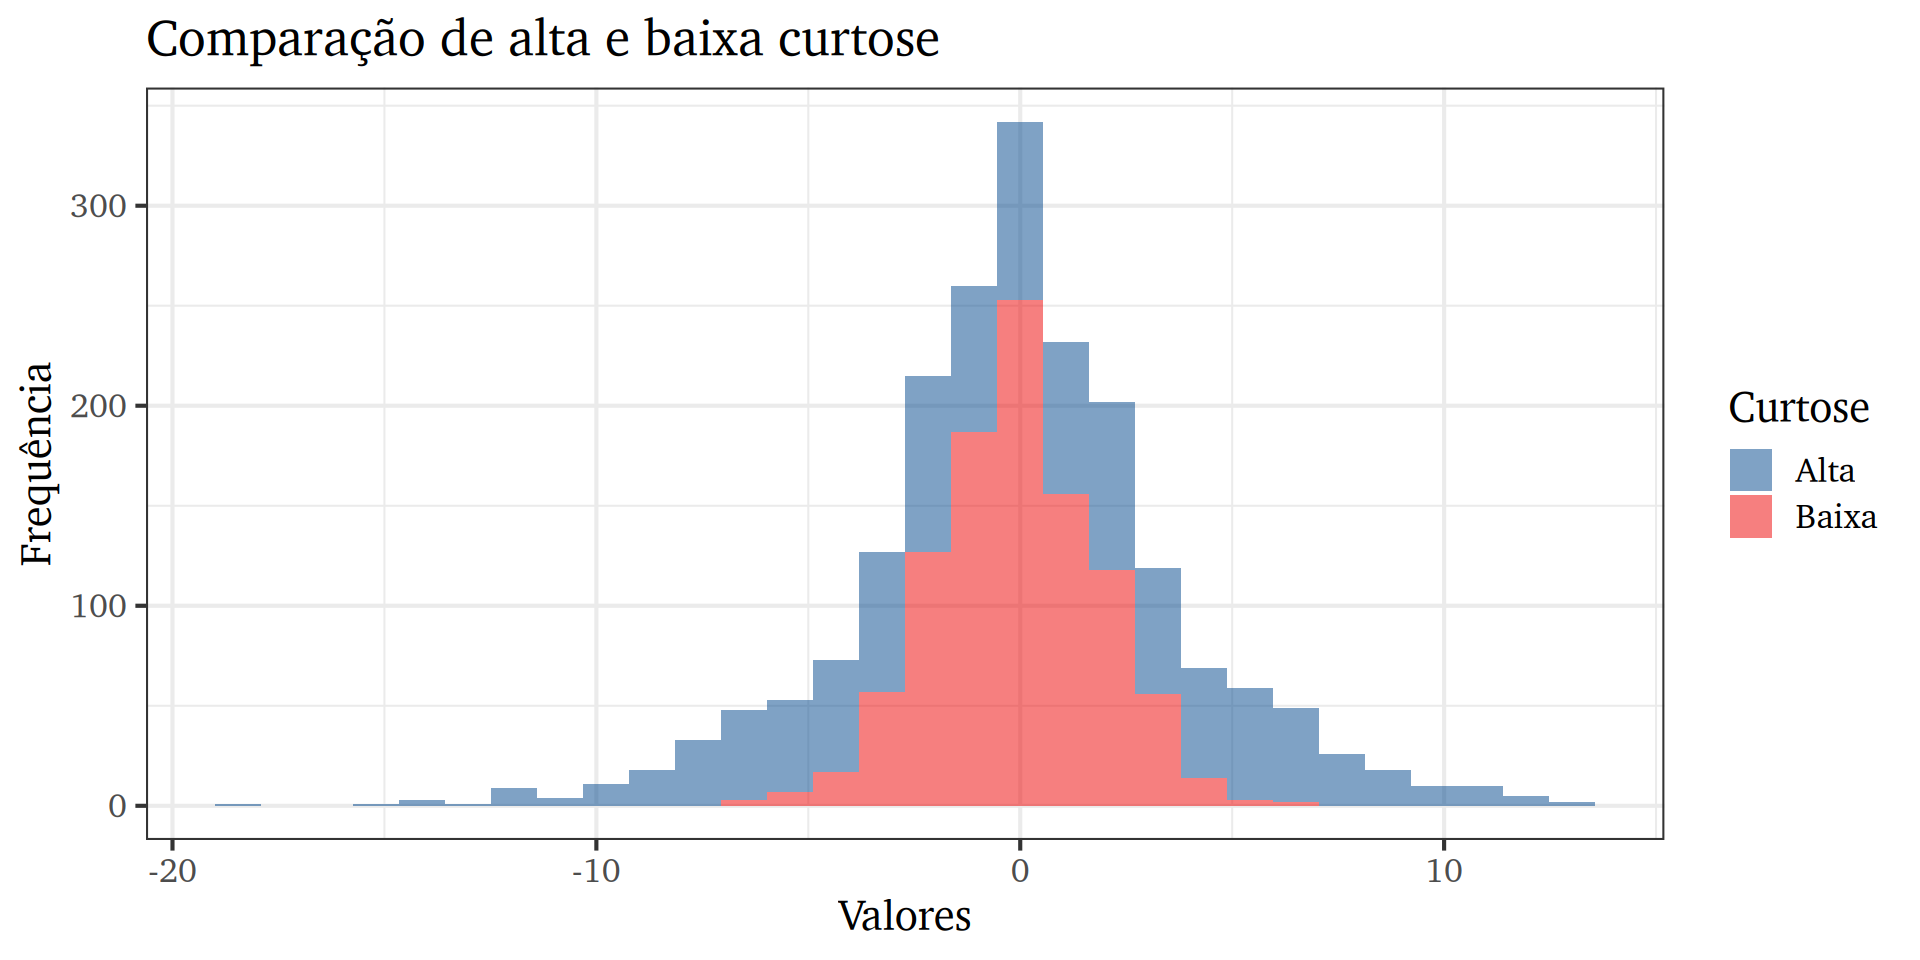 Comparação de alta e baixa curtose
Frequência
300
200
100
0
-20
-10
0
10
Valores
Curtose
Alta
Baixa